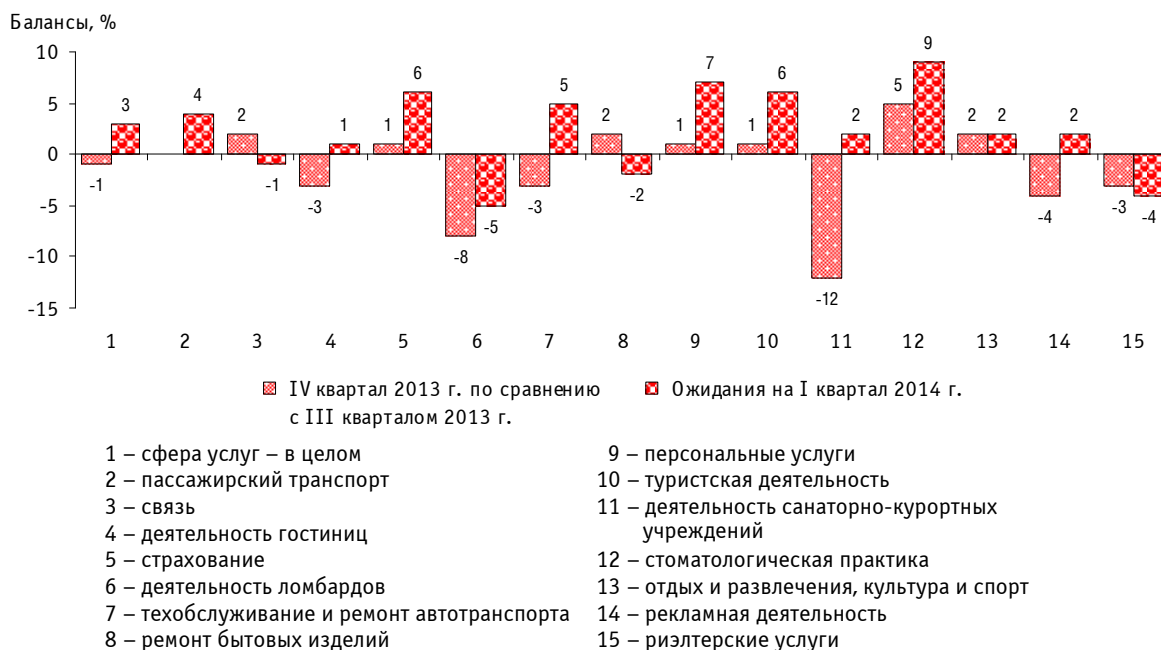 Балансы, %
10
5
0
-5
-10
-15
-1 3
4
2 -1
-3 1
1 6
-8 -5
-3 5
2 -2
1 7
1 6
-12 2
5 9
2 2
-4 2
-3 -4
1 2 3 4 5 6 7 8 9 10 11 12 13 14 15
IV квартал 2013 г. по сравнению
с III кварталом 2013 г.
Ожидания на I квартал 2014 г.
1 – сфера услуг – в целом
2 – пассажирский транспорт
3 – связь
4 – деятельность гостиниц
5 – страхование
6 – деятельность ломбардов
7 – техобслуживание и ремонт автотранспорта
8 – ремонт бытовых изделий
9 – персональные услуги
10 – туристская деятельность
11 – деятельность санаторно-курортных
учреждений
12 – стоматологическая практика
13 – отдых и развлечения, культура и спорт
14 – рекламная деятельность
15 – риэлтерские услуги